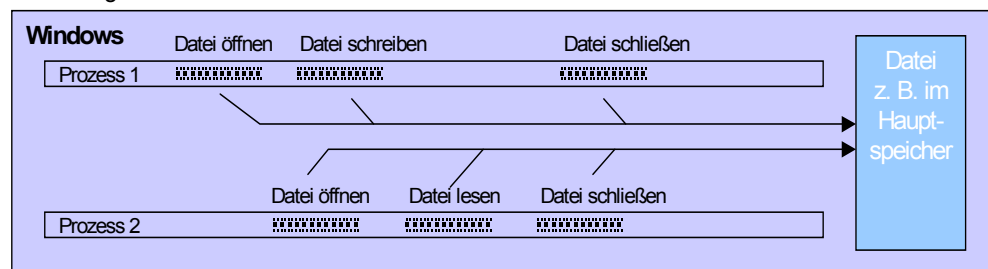 Windows
Datei öffnen Datei schreiben Datei schließen
Prozess 1
Datei
z. B. im
Haupt-
speicher
Datei öffnen Datei lesen Datei schließen
Prozess 2